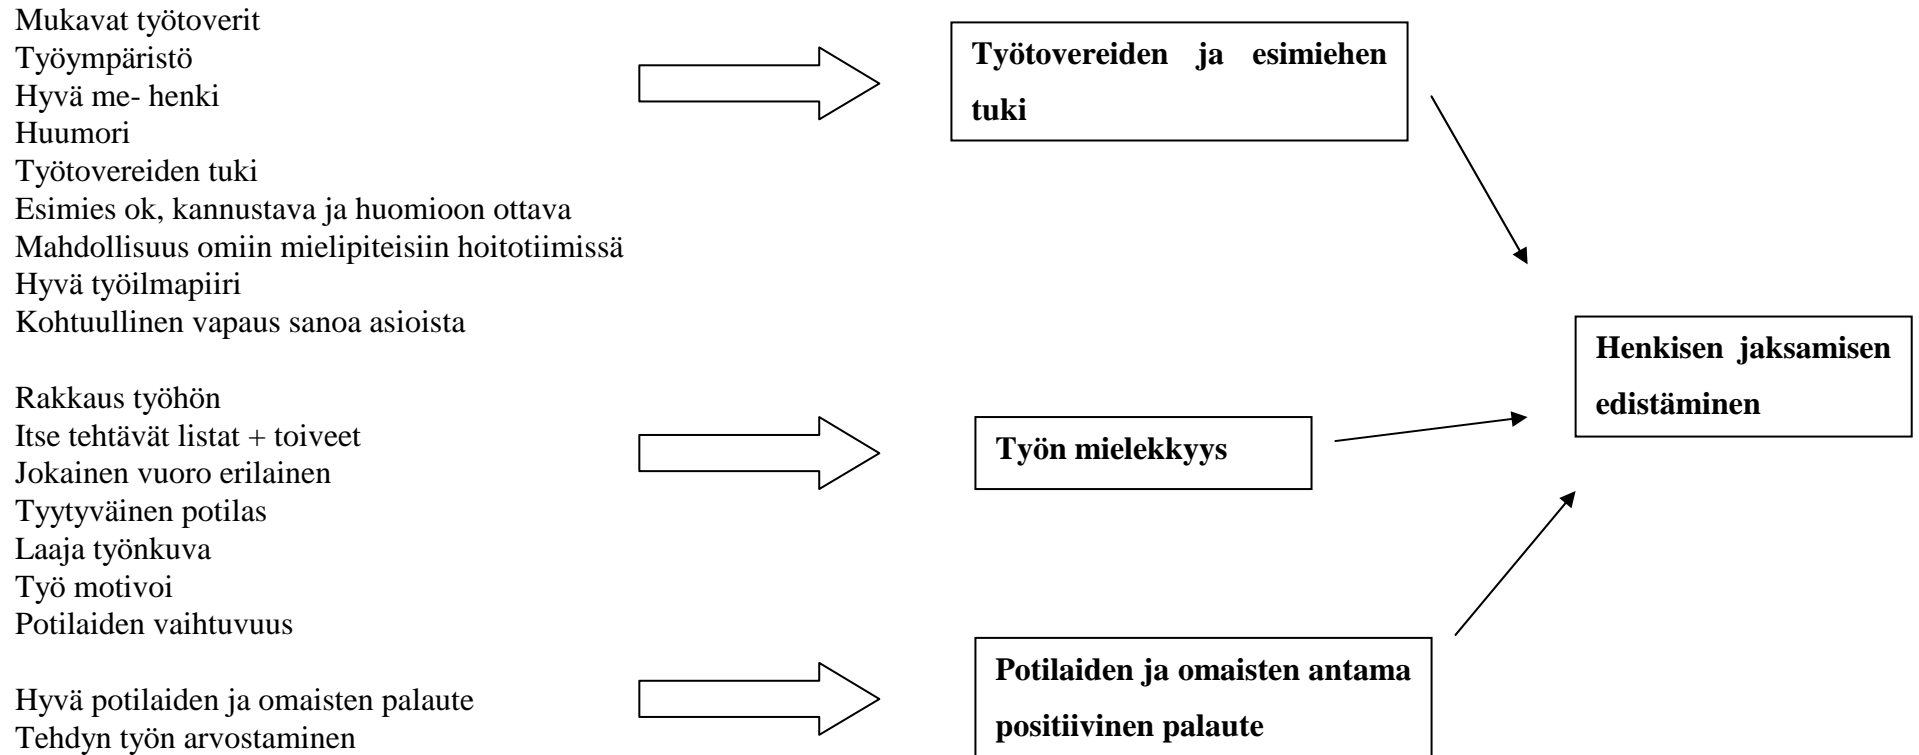 Mukavat työtoverit
Työympäristö
Hyvä me- henki
Huumori
Työtovereiden tuki
Esimies ok, kannustava ja huomioon ottava
Mahdollisuus omiin mielipiteisiin hoitotiimissä
Hyvä työilmapiiri
Kohtuullinen vapaus sanoa asioista
Työtovereiden ja esimiehen
tuki
Rakkaus työhön
Itse tehtävät listat + toiveet
Jokainen vuoro erilainen
Tyytyväinen potilas
Laaja työnkuva
Työ motivoi
Potilaiden vaihtuvuus
Työn mielekkyys
Hyvä potilaiden ja omaisten palaute
Tehdyn työn arvostaminen
Potilaiden ja omaisten antama
positiivinen palaute
Henkisen jaksamisen
edistäminen